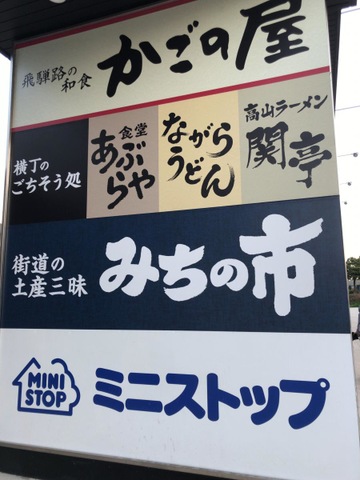 飛騨路の
和食
かごの屋
横丁の
ごちそう処
食堂
あぶ
らや
ながら
うどん
高山ラーメン
関亭
街道の
土産三昧
みちの市
MINI
STOP
ミニストップ